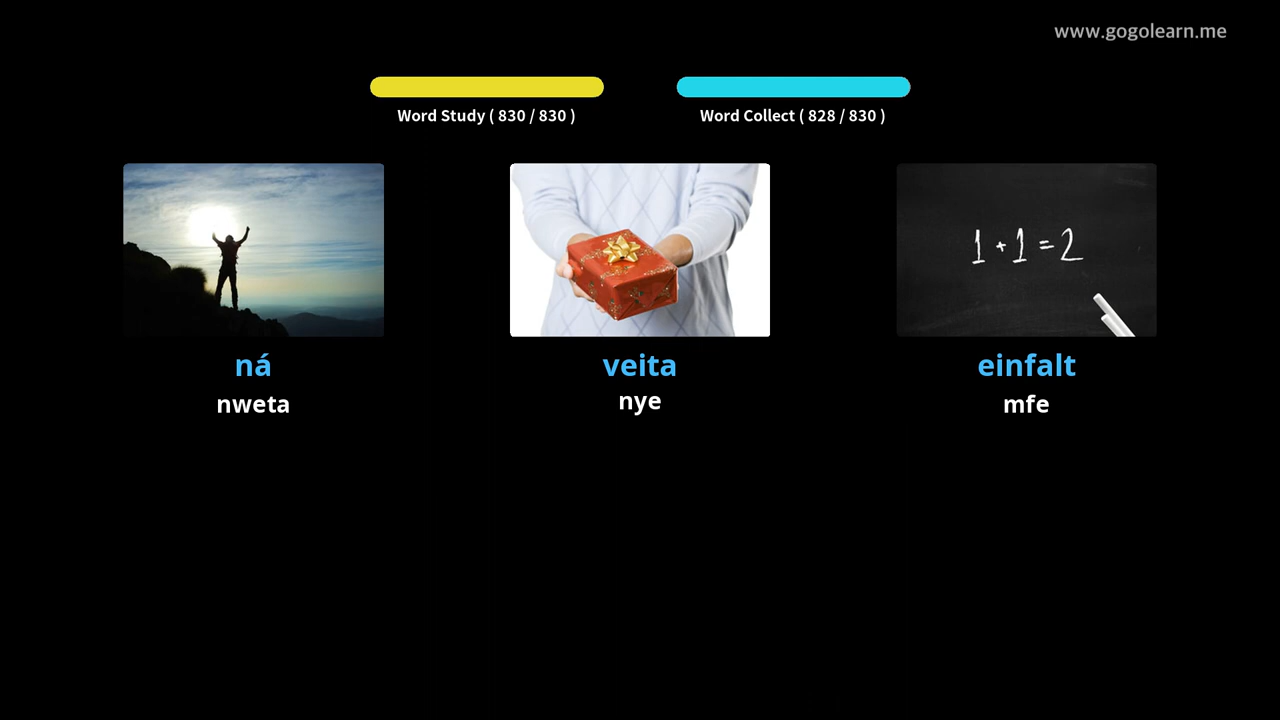 www.gogolearn.me
Word Study ( 830 / 830 )
Word Collect ( 828 / 830 )
1 + 1 = 2
ná
veita
einfalt
nweta
nye
mfe